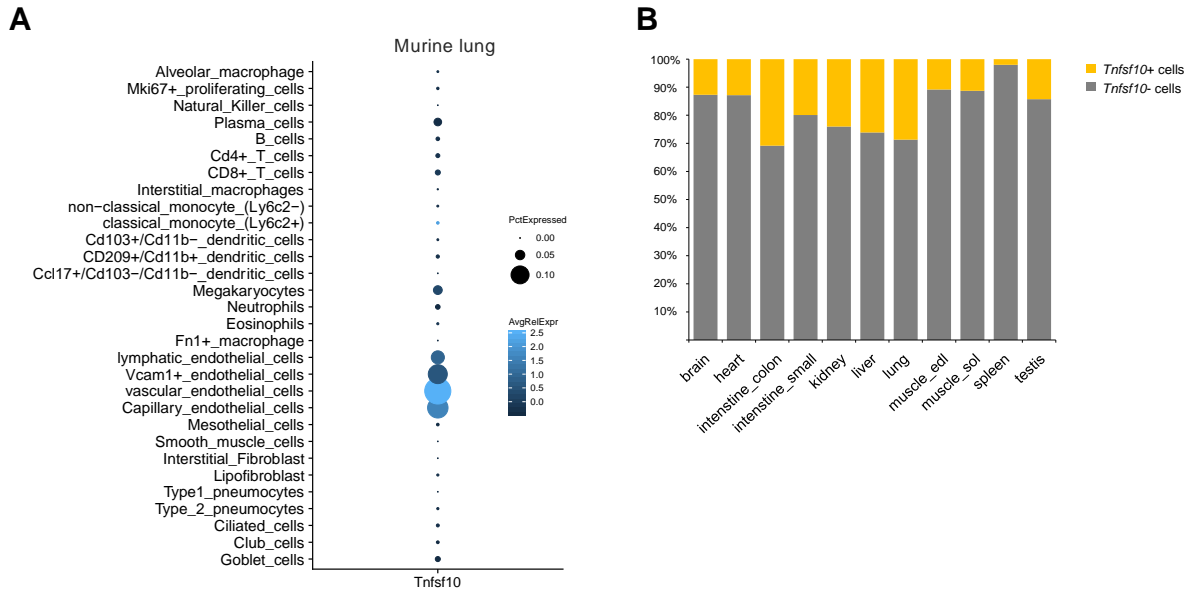 A
Murine lung
Alveolar_macrophage
Mki67+_proliferating_cells
Natural_Killer_cells
Plasma_cells
B_cells
Cd4+_T_cells
CD8+_T_cells
Interstitial_macrophages
non−classical_monocyte_(Ly6c2−)
classical_monocyte_(Ly6c2+)
Cd103+/Cd11b−_dendritic_cells
CD209+/Cd11b+_dendritic_cells
Ccl17+/Cd103−/Cd11b−_dendritic_cells
Megakaryocytes
Neutrophils
Eosinophils
Fn1+_macrophage
lymphatic_endothelial_cells
Vcam1+_endothelial_cells
vascular_endothelial_cells
Capillary_endothelial_cells
Mesothelial_cells
Smooth_muscle_cells
Interstitial_Fibroblast
Lipofibroblast
Type1_pneumocytes
Type_2_pneumocytes
Ciliated_cells
Club_cells
Goblet_cells
Tnfsf10
PctExpressed
0.00
0.05
0.10
AvgRelExpr
2.5
2.0
1.5
1.0
0.5
0.0
B
100%
90%
80%
70%
60%
50%
40%
30%
20%
10%
brain
heart
intenstine_colon
intenstine_small
kidney
liver
lung
muscle_edl
muscle_sol
spleen
testis
Tnfsf10+ cells
Tnfsf10- cells